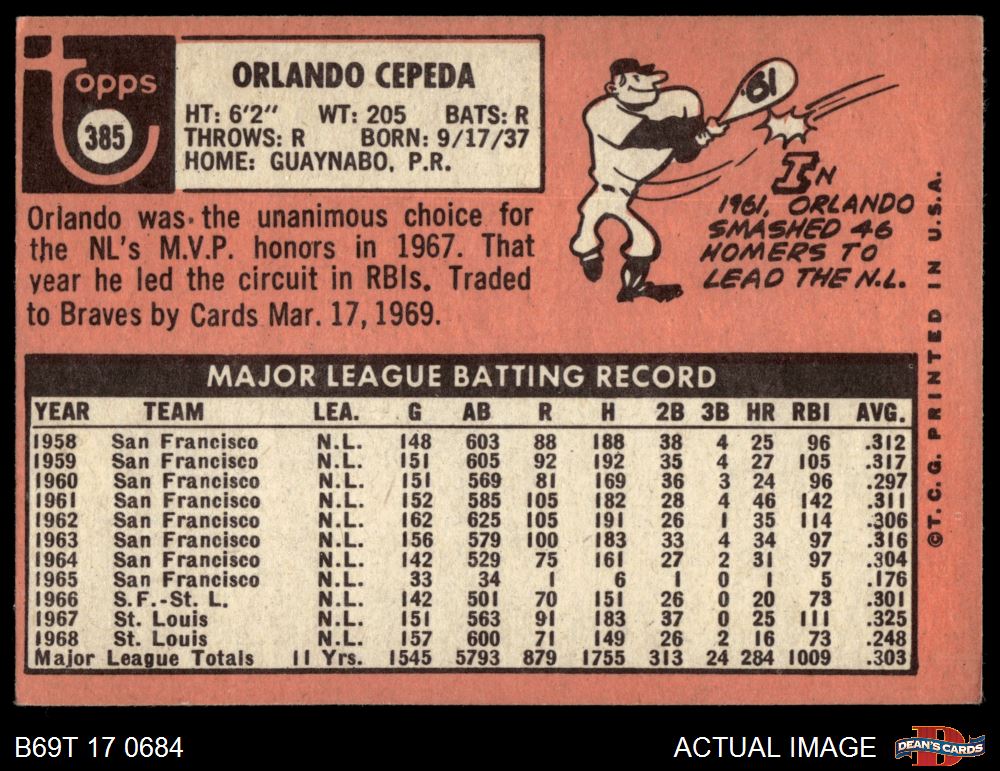 topps
385
ORLANDO CEPEDA
HT: 6'2" WT: 205 BATS: R
THROWS: R BORN: 9/17/37
HOME: GUAYNABO, P.R.
Orlando was the unanimous choice for
the NL's M.V.P. honors in 1967. That
year he led the circuit in RBIs. Traded
to Braves by Cards Mar. 17, 1969.
'61
IN
1961, ORLANDO
SMASHED 46
HOMERS TO
LEAD THE N.L.
©T.C.G. PRINTED IN U.S.A.
MAJOR LEAGUE BATTING RECORD
YEAR TEAM LEA. G AB R H 2B 3B HR RBI AVG.
1958 San Francisco N.L. 148 603 88 188 38 4 25 96 .312
1959 San Francisco N.L. 151 605 92 192 35 4 27 105 .317
1960 San Francisco N.L. 151 569 81 169 36 3 24 96 .297
1961 San Francisco N.L. 152 585 105 182 28 4 46 142 .311
1962 San Francisco N.L. 162 625 105 191 26 1 35 114 .306
1963 San Francisco N.L. 156 579 100 183 33 4 34 97 .316
1964 San Francisco N.L. 142 529 75 161 27 2 31 97 .304
1965 San Francisco N.L. 33 34 1 6 1 0 1 5 .176
1966 S.F.-St. L. N.L. 142 501 70 151 26 0 20 73 .301
1967 St. Louis N.L. 151 563 91 183 37 0 25 111 .325
1968 St. Louis N.L. 157 600 71 149 26 2 16 73 .248
Major League Totals 11 Yrs. 1545 5793 879 1755 313 24 284 1009 .303
B69T 17 0684
ACTUAL IMAGE
D
DEAN'S CARDS